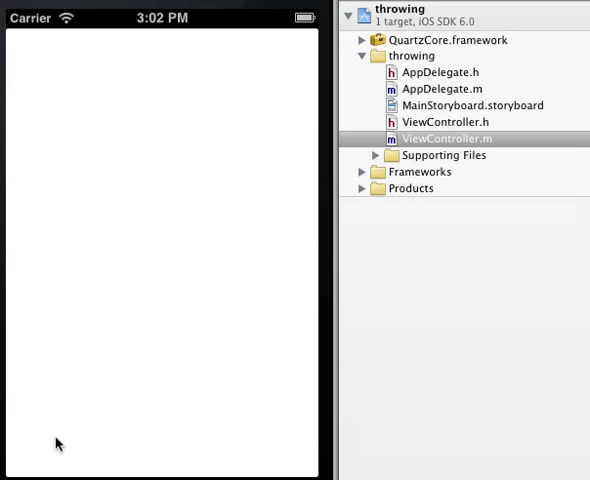 Carrier 3:02 PM
throwing
1 target, iOS SDK 6.0
QuartzCore.framework
throwing
h AppDelegate.h
m AppDelegate.m
MainStoryboard.storyboard
h ViewController.h
m ViewController.m
Supporting Files
Frameworks
Products